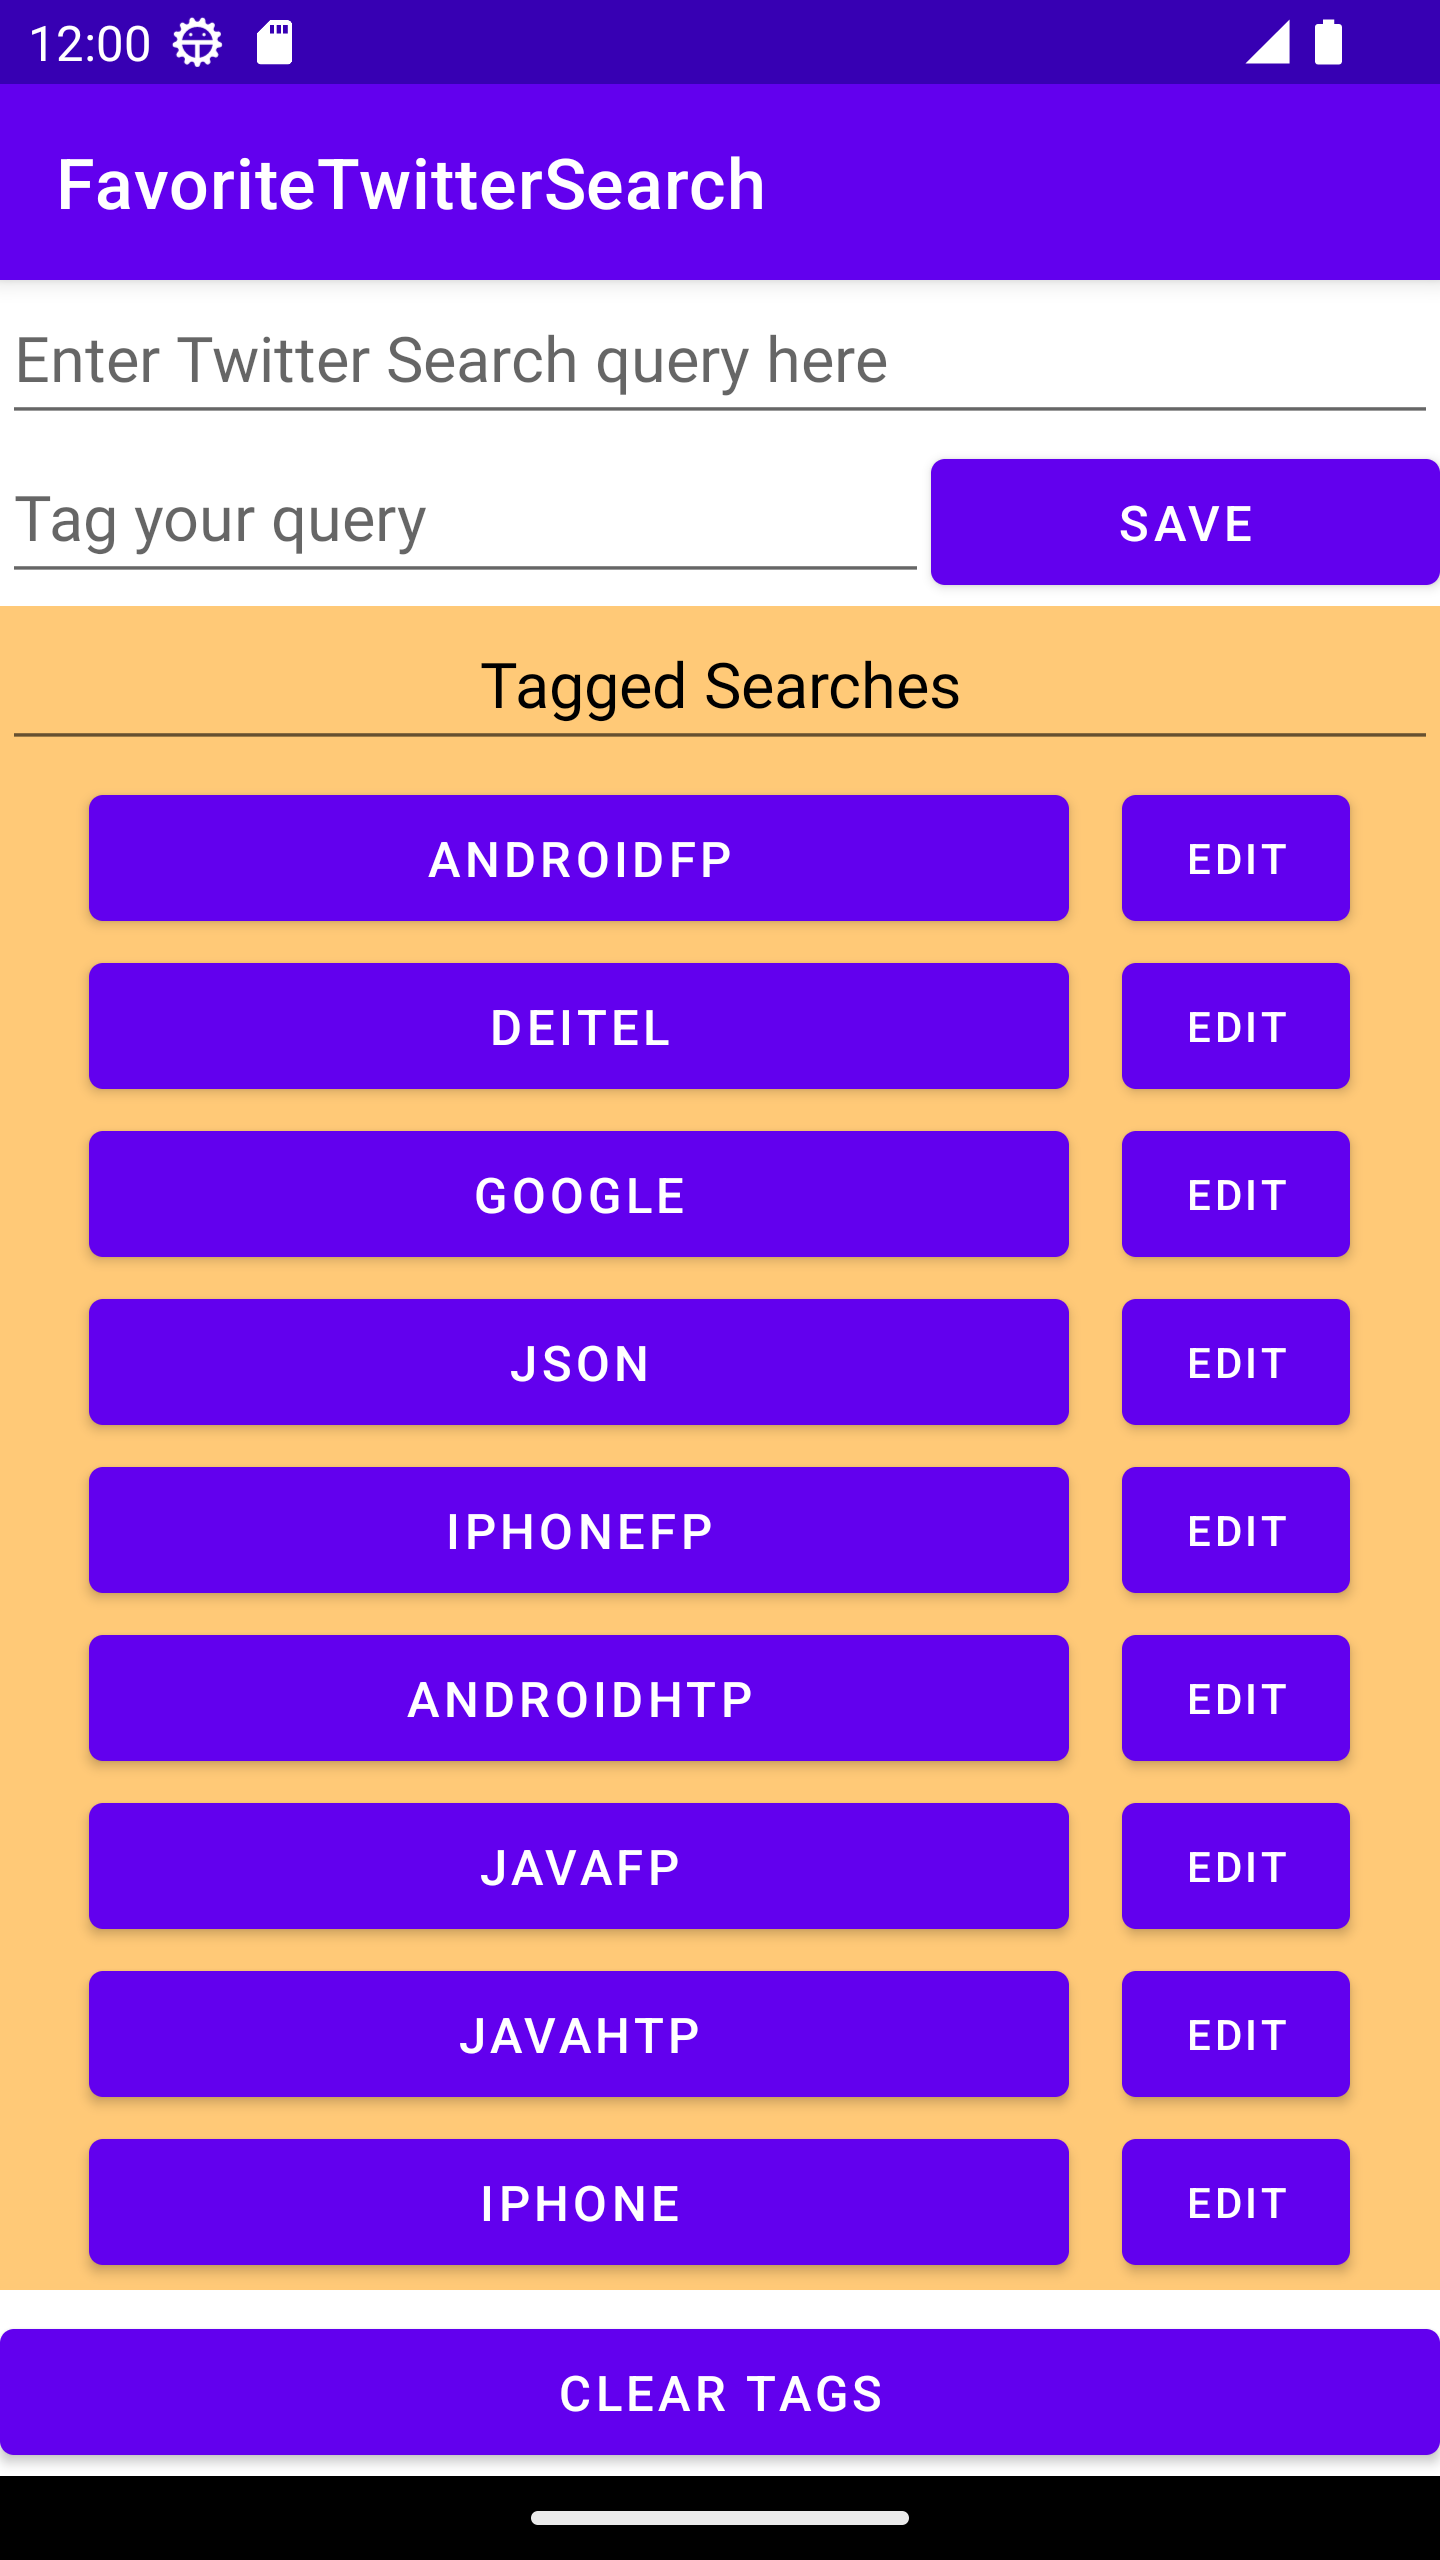 12:00
FavoriteTwitterSearch
Enter Twitter Search query here
Tag your query
SAVE
Tagged Searches
ANDROIDFP EDIT
DEITEL EDIT
GOOGLE EDIT
JSON EDIT
IPHONEFP EDIT
ANDROIDHTP EDIT
JAVAFP EDIT
JAVAHTP EDIT
IPHONE EDIT
CLEAR TAGS